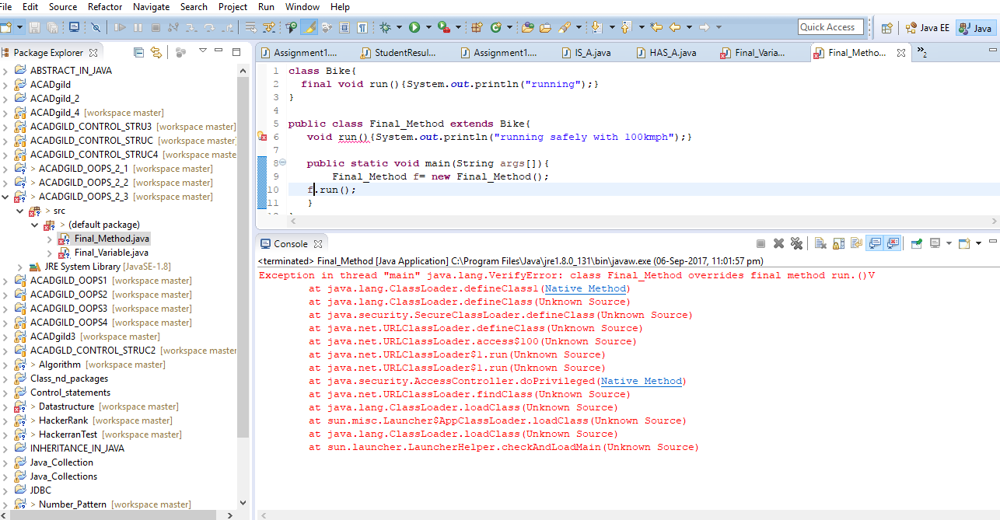 File Edit Source Refactor Navigate Search Project Run Window Help
Quick Access Java EE Java
Package Explorer
ABSTRACT_IN_JAVA
ACADgild
ACADgild_2
ACADgild_4 [workspace master]
ACADGILD_CONTROL_STRU3 [workspace master]
ACADGILD_CONTROL_STRUC [workspace master]
ACADGILD_CONTROL_STRUC4 [workspace maste
> ACADGILD_OOPS_2_1 [workspace master]
> ACADGILD_OOPS_2_2 [workspace master]
> ACADGILD_OOPS_2_3 [workspace master]
> src
> (default package)
Final_Method.java
Final_Variable.java
JRE System Library [JavaSE-1.8]
ACADGILD_OOPS1 [workspace master]
ACADGILD_OOPS2 [workspace master]
ACADGILD_OOPS3 [workspace master]
ACADGILD_OOPS4 [workspace master]
ACADgild3 [workspace master]
ACADGLD_CONTROL_STRUC2 [workspace master
> Algorithm [workspace master]
Class_nd_packages
Control_statements
> Datastructure [workspace master]
> HackerRank [workspace master]
> HackerranTest [workspace master]
INHERITANCE_IN_JAVA
Java_Collection
Java_Collections
JDBC
> Number_Pattern [workspace master]
Assignment1.... StudentResul... Assignment1.... IS_A.java HAS_A.java Final_Varia... Final_Metho... »2
1 class Bike{
2 final void run(){System.out.println("running");}
3 }
4
5 public class Final_Method extends Bike{
6 void run(){System.out.println("running safely with 100kmph");}
7
8 public static void main(String args[]){
9 Final_Method f= new Final_Method();
10 f.run();
11 }
Console
<terminated> Final_Method [Java Application] C:\Program Files\Java\jre1.8.0_131\bin\javaw.exe (06-Sep-2017, 11:01:57 pm)
Exception in thread "main" java.lang.VerifyError: class Final_Method overrides final method run.()V
at java.lang.ClassLoader.defineClass1(Native Method)
at java.lang.ClassLoader.defineClass(Unknown Source)
at java.security.SecureClassLoader.defineClass(Unknown Source)
at java.net.URLClassLoader.defineClass(Unknown Source)
at java.net.URLClassLoader.access$100(Unknown Source)
at java.net.URLClassLoader$1.run(Unknown Source)
at java.net.URLClassLoader$1.run(Unknown Source)
at java.security.AccessController.doPrivileged(Native Method)
at java.net.URLClassLoader.findClass(Unknown Source)
at java.lang.ClassLoader.loadClass(Unknown Source)
at sun.misc.Launcher$AppClassLoader.loadClass(Unknown Source)
at java.lang.ClassLoader.loadClass(Unknown Source)
at sun.launcher.LauncherHelper.checkAndLoadMain(Unknown Source)